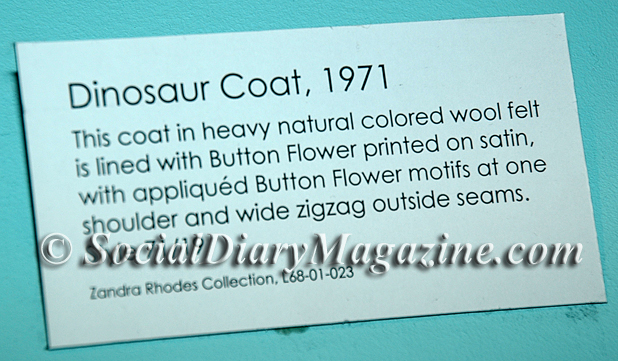 Dinosaur Coat, 1971
This coat in heavy natural colored wool felt
is lined with Button Flower printed on satin,
with appliquéd Button Flower motifs at one
shoulder and wide zigzag outside seams.
© SocialDiaryMagazine.com
Zandra Rhodes Collection, L68-01-023